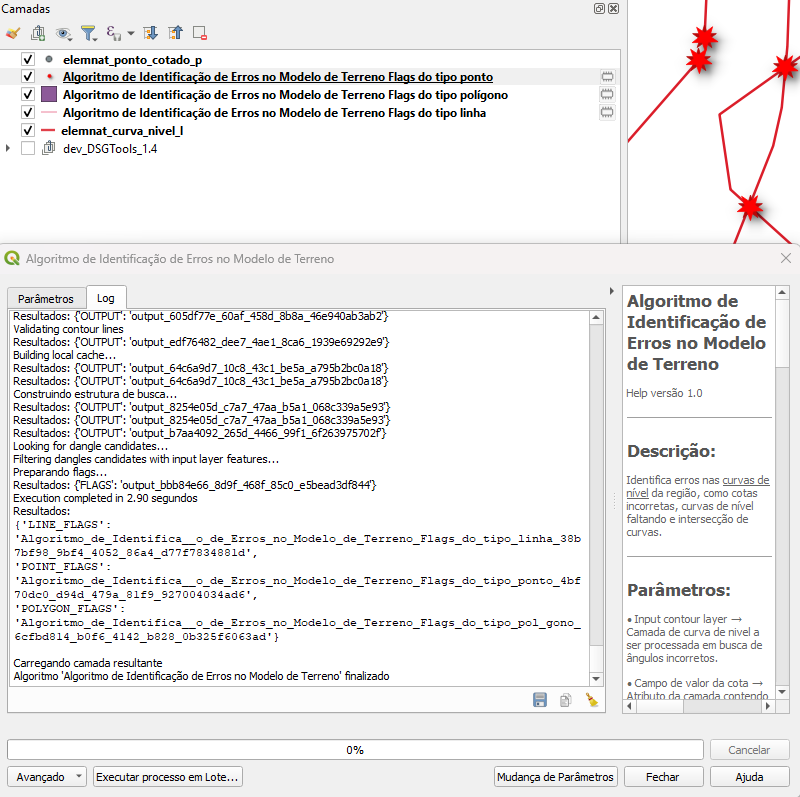 Camadas
elemnat_ponto_cotado_p
Algoritmo de Identificação de Erros no Modelo de Terreno Flags do tipo ponto
Algoritmo de Identificação de Erros no Modelo de Terreno Flags do tipo polígono
Algoritmo de Identificação de Erros no Modelo de Terreno Flags do tipo linha
elemnat_curva_nivel_l
dev_DSGTools_1.4
Algoritmo de Identificação de Erros no Modelo de Terreno
Parâmetros
Log
Resultados: {'OUTPUT': 'output_605df77e_60af_458d_8b8a_46e940ab3ab2'}
Validating contour lines
Resultados: {'OUTPUT': 'output_edf76482_dee7_4ae1_8ca6_1939e69292e9'}
Building local cache...
Resultados: {'OUTPUT': 'output_64c6a9d7_10c8_43c1_be5a_a795b2bc0a18'}
Resultados: {'OUTPUT': 'output_64c6a9d7_10c8_43c1_be5a_a795b2bc0a18'}
Construindo estrutura de busca...
Resultados: {'OUTPUT': 'output_8254e05d_c7a7_47aa_b5a1_068c339a5e93'}
Resultados: {'OUTPUT': 'output_8254e05d_c7a7_47aa_b5a1_068c339a5e93'}
Resultados: {'OUTPUT': 'output_b7aa4092_265d_4466_99f1_6f263975702f'}
Looking for dangle candidates...
Filtering dangles candidates with input layer features...
Preparando flags...
Resultados: {'FLAGS': 'output_bbb84e66_8d9f_468f_85c0_e5bead3df844'}
Execution completed in 2.90 segundos
Resultados:
{'LINE_FLAGS':
'Algoritmo_de_Identifica__o_de_Erros_no_Modelo_de_Terreno_Flags_do_tipo_linha_38b
7bf98_9bf4_4052_86a4_d77f7834881d',
'POINT_FLAGS':
'Algoritmo_de_Identifica__o_de_Erros_no_Modelo_de_Terreno_Flags_do_tipo_ponto_4bf
70dc0_d94d_479a_81f9_927004034ad6',
'POLYGON_FLAGS':
'Algoritmo_de_Identifica__o_de_Erros_no_Modelo_de_Terreno_Flags_do_tipo_pol_gono_
6cfbd814_b0f6_4142_b828_0b325f6063ad'}
Carregando camada resultante
Algoritmo 'Algoritmo de Identificação de Erros no Modelo de Terreno' finalizado
Algoritmo de
Identificação de
Erros no Modelo
de Terreno
Help versão 1.0
Descrição:
Identifica erros nas curvas de
nível da região, como cotas
incorretas, curvas de nível
faltando e intersecção de
curvas.
Parâmetros:
• Input contour layer →
Camada de curva de nivel a
ser processada em busca de
ângulos incorretos.
• Campo de valor da cota →
Atributo da camada contendo
0%
Cancelar
Avançado
Executar processo em Lote...
Mudança de Parâmetros
Fechar
Ajuda